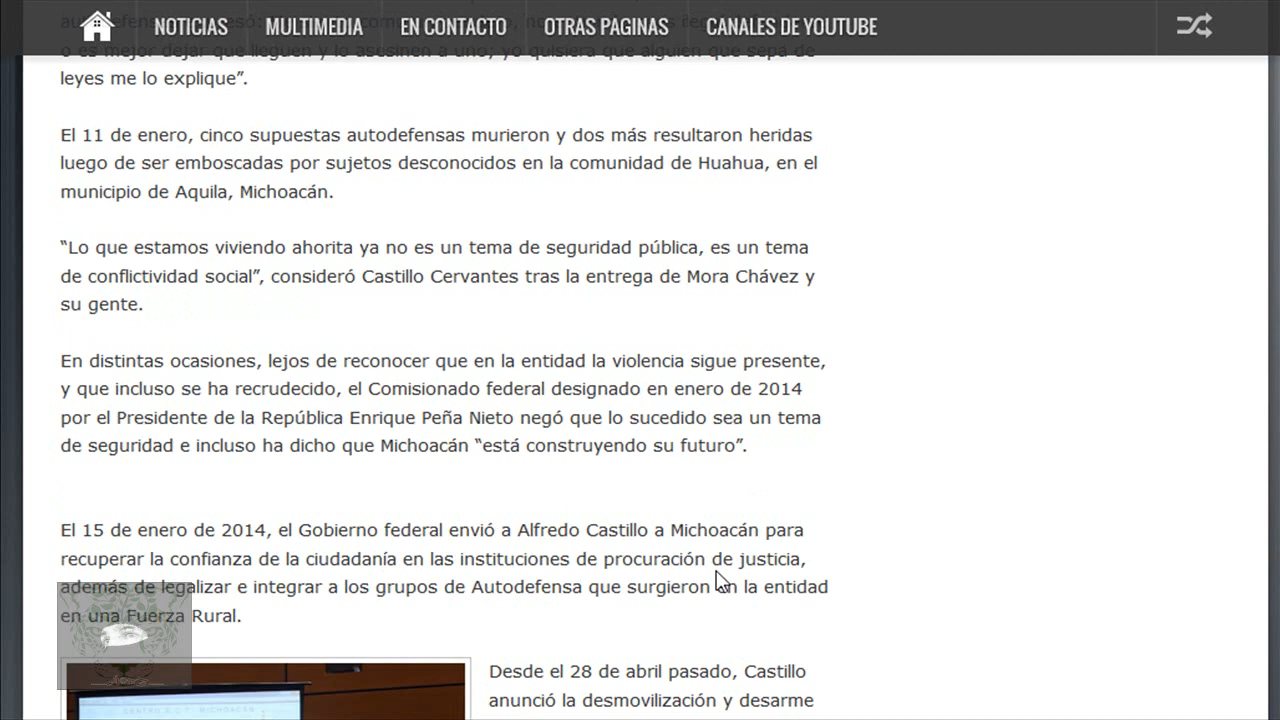 NOTICIAS MULTIMEDIA EN CONTACTO OTRAS PAGINAS CANALES DE YOUTUBE
o es mejor dejar que lleguen y lo asesinen a uno; yo quisiera que alguien que sepa de
leyes me lo explique”.
El 11 de enero, cinco supuestas autodefensas murieron y dos más resultaron heridas
luego de ser emboscadas por sujetos desconocidos en la comunidad de Huahua, en el
municipio de Aquila, Michoacán.
“Lo que estamos viviendo ahorita ya no es un tema de seguridad pública, es un tema
de conflictividad social”, consideró Castillo Cervantes tras la entrega de Mora Chávez y
su gente.
En distintas ocasiones, lejos de reconocer que en la entidad la violencia sigue presente,
y que incluso se ha recrudecido, el Comisionado federal designado en enero de 2014
por el Presidente de la República Enrique Peña Nieto negó que lo sucedido sea un tema
de seguridad e incluso ha dicho que Michoacán “está construyendo su futuro”.
El 15 de enero de 2014, el Gobierno federal envió a Alfredo Castillo a Michoacán para
recuperar la confianza de la ciudadanía en las instituciones de procuración de justicia,
además de legalizar e integrar a los grupos de Autodefensa que surgieron en la entidad
en una Fuerza Rural.
Desde el 28 de abril pasado, Castillo
anunció la desmovilización y desarme